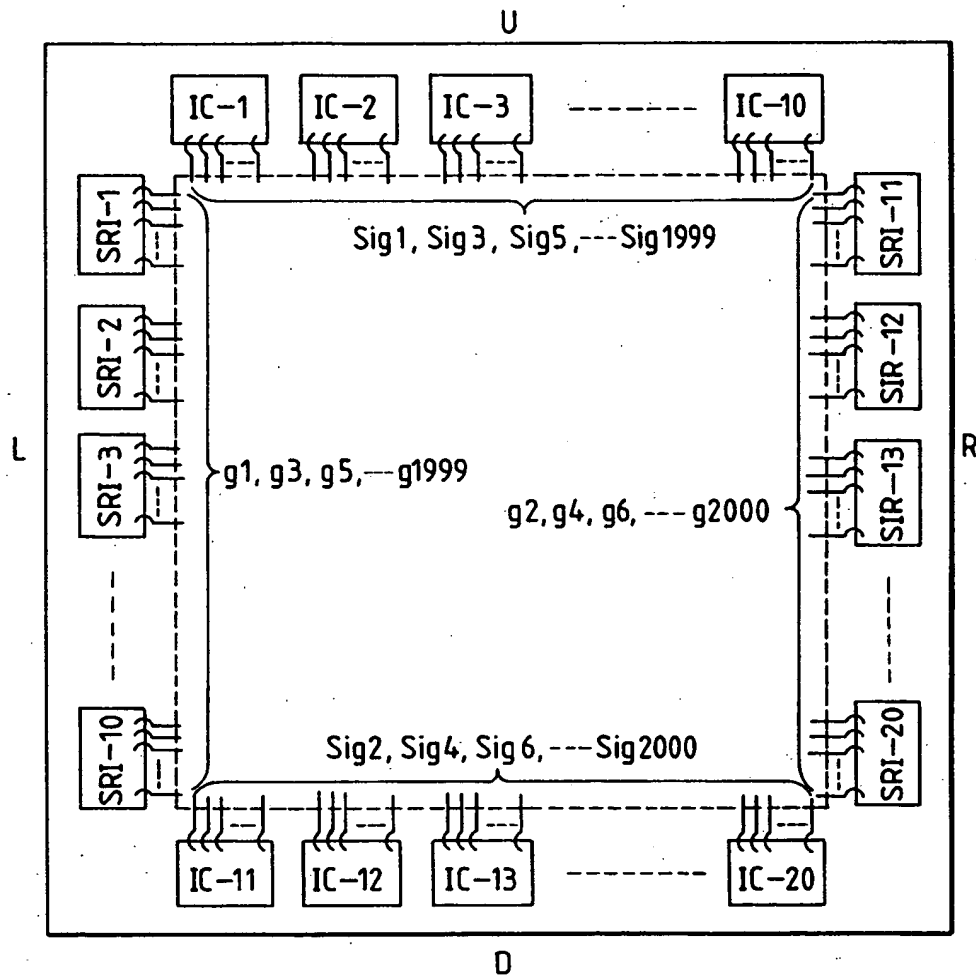 U
IC-1 IC-2 IC-3 IC-10
SRI-1
SRI-11
Sig1, Sig3, Sig5,---Sig1999
SRI-2
SIR-12
L
R
SRI-3
SIR-13
g1, g3, g5,---g1999
g2, g4, g6,---g2000
SRI-10
SRI-20
Sig2, Sig4, Sig6,---Sig2000
IC-11 IC-12 IC-13 IC-20
D